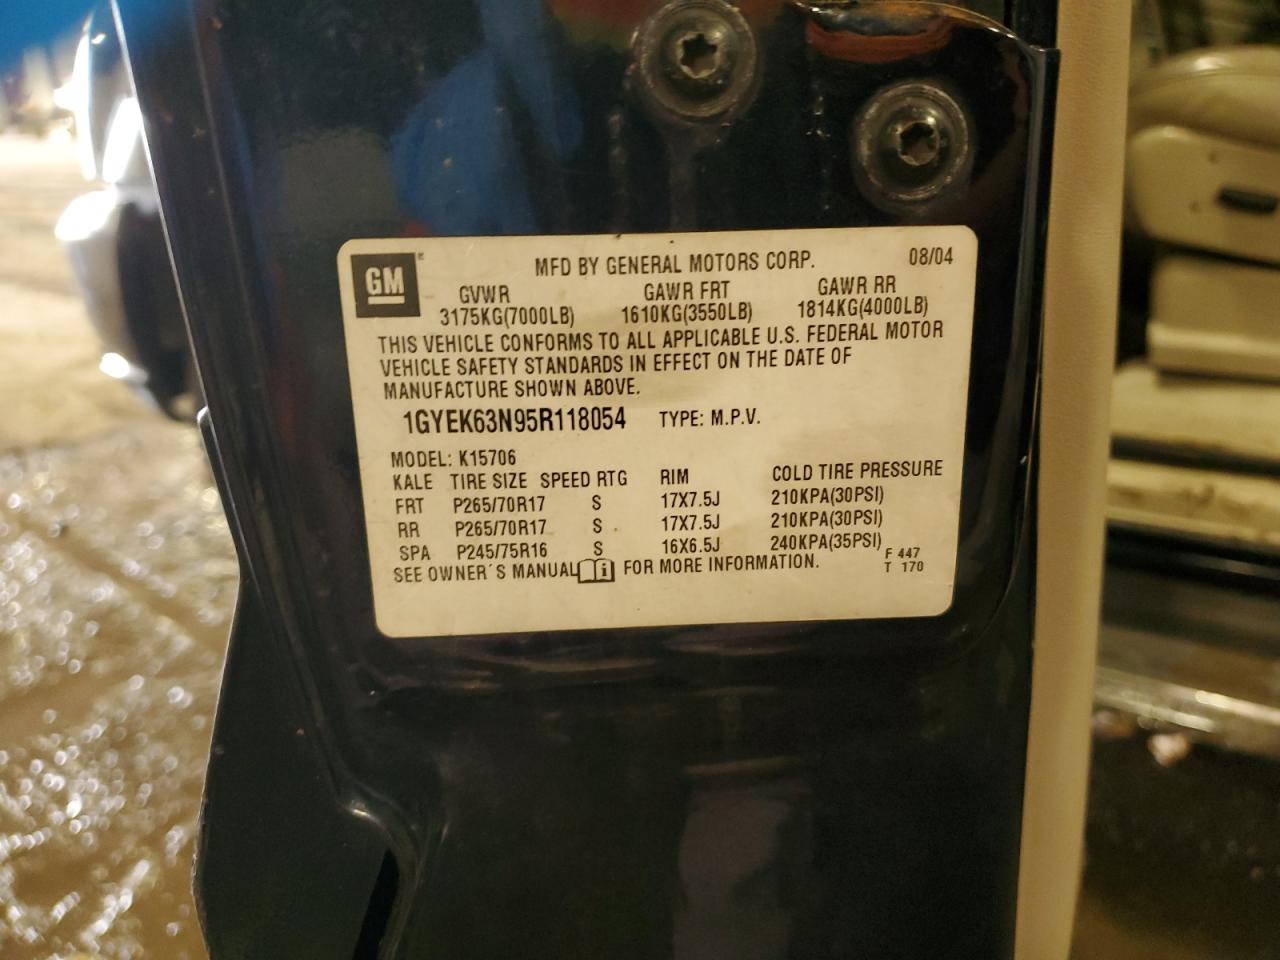 GM
MFD BY GENERAL MOTORS CORP. 08/04
GVWR GAWR FRT GAWR RR
3175KG(7000LB) 1610KG(3550LB) 1814KG(4000LB)
THIS VEHICLE CONFORMS TO ALL APPLICABLE U.S. FEDERAL MOTOR
VEHICLE SAFETY STANDARDS IN EFFECT ON THE DATE OF
MANUFACTURE SHOWN ABOVE.
1GYEK63N95R118054 TYPE: M.P.V.
MODEL: K15706
KALE TIRE SIZE SPEED RTG RIM COLD TIRE PRESSURE
FRT P265/70R17 S 17X7.5J 210KPA(30PSI)
RR P265/70R17 S 17X7.5J 210KPA(30PSI)
SPA P245/75R16 S 16X6.5J 240KPA(35PSI)
SEE OWNER´S MANUAL FOR MORE INFORMATION.
F 447
T 170